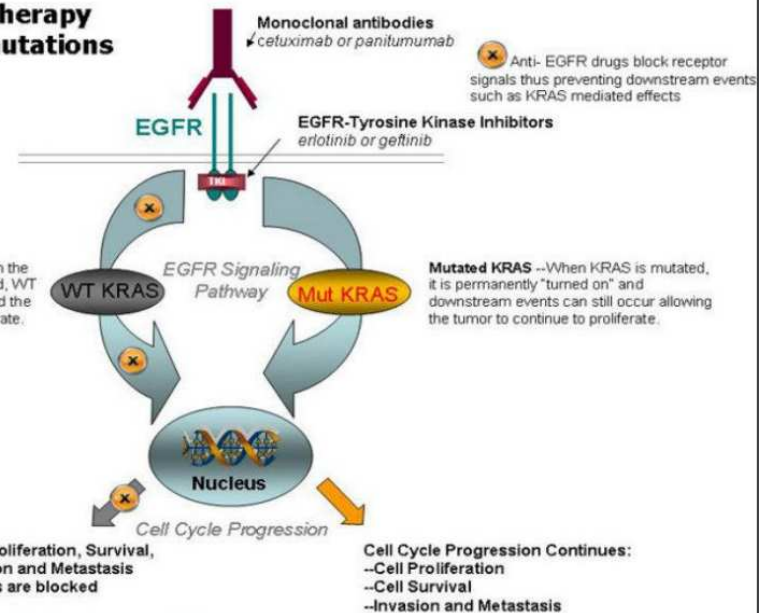 herapy
utations
Monoclonal antibodies
cetuximab or panitumumab
x Anti- EGFR drugs block receptor
signals thus preventing downstream events
such as KRAS mediated effects
EGFR
EGFR-Tyrosine Kinase Inhibitors
erlotinib or geftinib
TKI
x
n the
d, WT
d the
ate.
WT KRAS
EGFR Signaling
Pathway
Mut KRAS
Mutated KRAS --When KRAS is mutated,
it is permanently "turned on" and
downstream events can still occur allowing
the tumor to continue to proliferate.
x
Nucleus
x
Cell Cycle Progression
oliferation, Survival,
on and Metastasis
s are blocked
Cell Cycle Progression Continues:
--Cell Proliferation
--Cell Survival
--Invasion and Metastasis